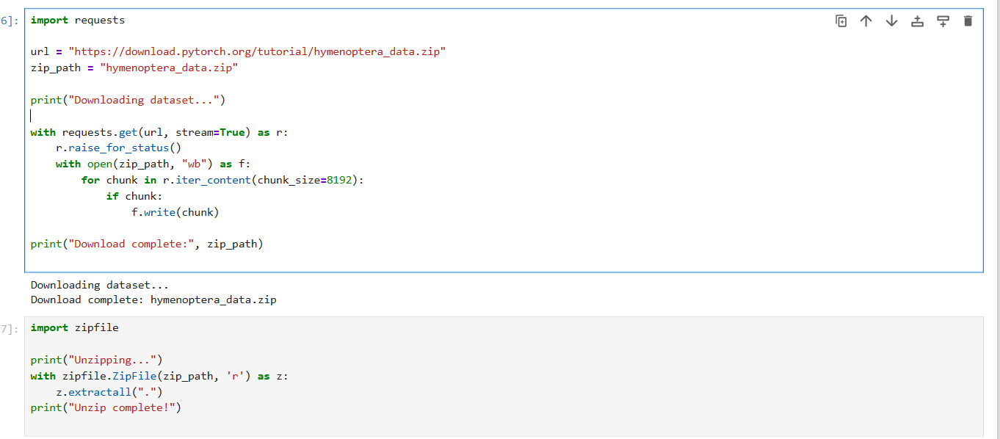 6]:
import requests
url = "https://download.pytorch.org/tutorial/hymenoptera_data.zip"
zip_path = "hymenoptera_data.zip"
print("Downloading dataset...")
with requests.get(url, stream=True) as r:
    r.raise_for_status()
    with open(zip_path, "wb") as f:
        for chunk in r.iter_content(chunk_size=8192):
            if chunk:
                f.write(chunk)
print("Download complete:", zip_path)
Downloading dataset...
Download complete: hymenoptera_data.zip
7]:
import zipfile
print("Unzipping...")
with zipfile.ZipFile(zip_path, 'r') as z:
    z.extractall(".")
print("Unzip complete!")